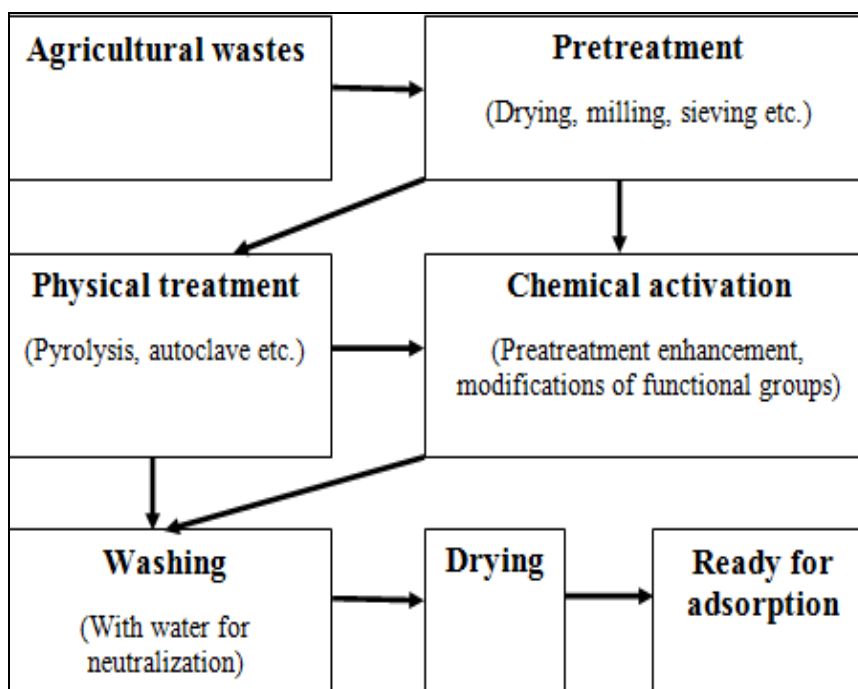 Agricultural wastes
Pretreatment
(Drying, milling, sieving etc.)
Physical treatment
(Pyrolysis, autoclave etc.)
Chemical activation
(Preatreatment enhancement,
modifications of functional groups)
Washing
(With water for
neutralization)
Drying
Ready for
adsorption